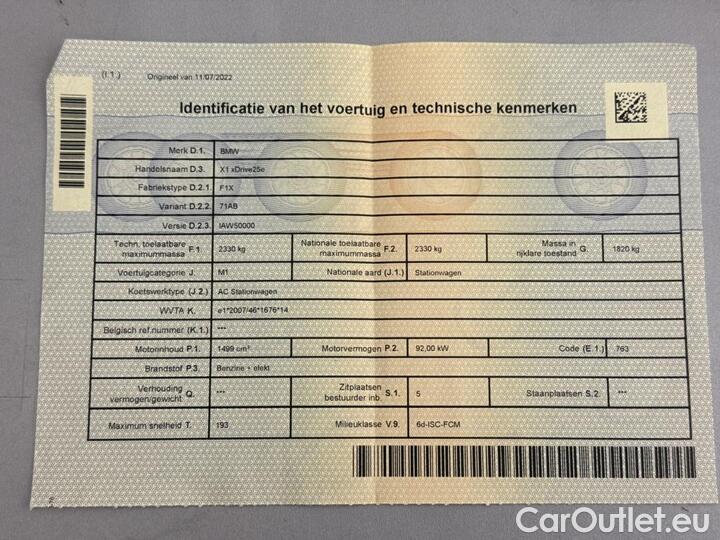 (I.1.) Origineel van 11/07/2022
Identificatie van het voertuig en technische kenmerken
Merk D.1. BMW
Handelsnaam D.3. X1 xDrive25e
Fabriekstype D.2.1. F1X
Variant D.2.2. 71AB
Versie D.2.3. IAW50000
Techn. toelaatbare maximummassa F.1. 2330 kg Nationale toelaatbare maximummassa F.2. 2330 kg Massa in rijklare toestand G. 1820 kg
Voertuigcategorie J. M1 Nationale aard (J.1.) Stationwagen
Koetswerktype (J.2.) AC Stationwagen
WVTA K. e1*2007/46*1676*14
Belgisch ref.nummer (K.1.) ***
Motorinhoud P.1. 1499 cm³ Motorvermogen P.2. 92,00 kW Code (E.1.) 763
Brandstof P.3. Benzine + elekt
Verhouding vermogen/gewicht Q. *** Zitplaatsen bestuurder inb. S.1. 5 Staanplaatsen S.2. ***
Maximum snelheid T. 193 Milieuklasse V.9. 6d-ISC-FCM
CarOutlet.eu